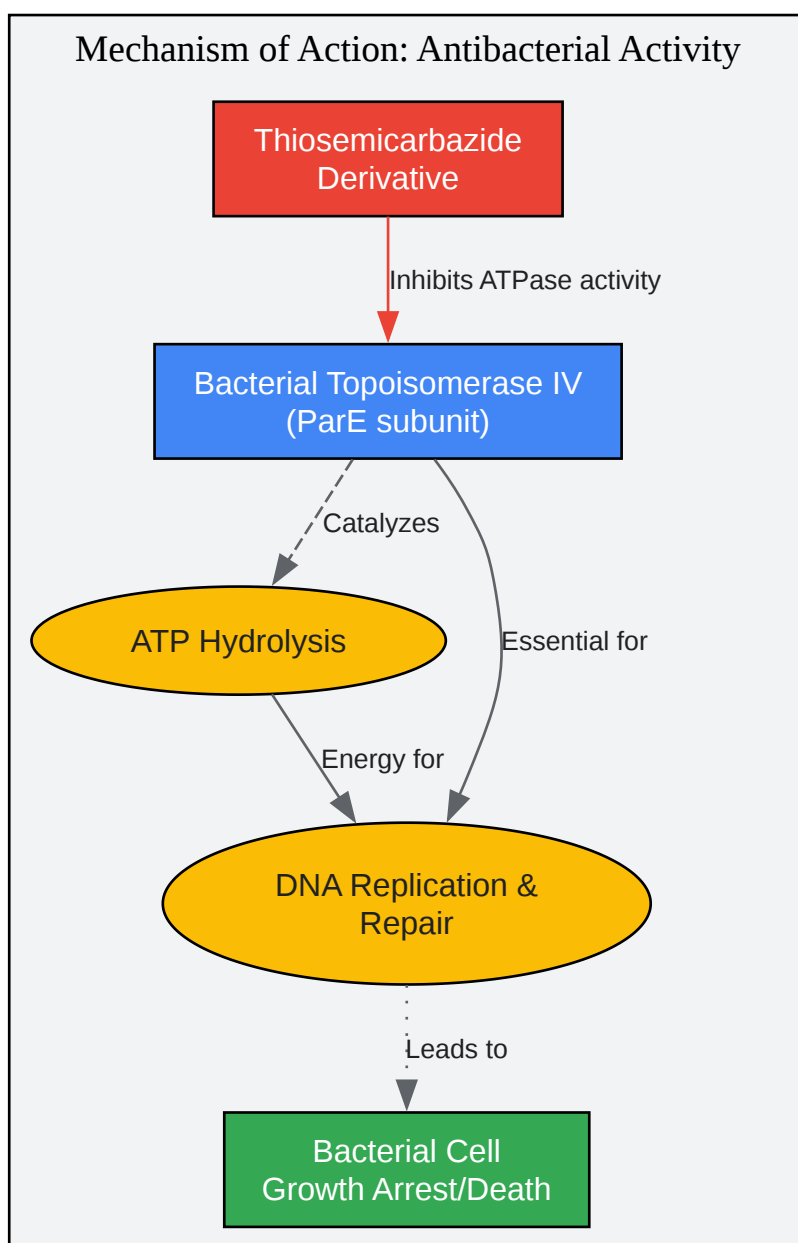 Mechanism of Action: Antibacterial Activity
Thiosemicarbazide
Derivative
Inhibits ATPase activity
Bacterial Topoisomerase IV
(ParE subunit)
Catalyzes
ATP Hydrolysis
Essential for
Energy for
DNA Replication &
Repair
Leads to
Bacterial Cell
Growth Arrest/Death